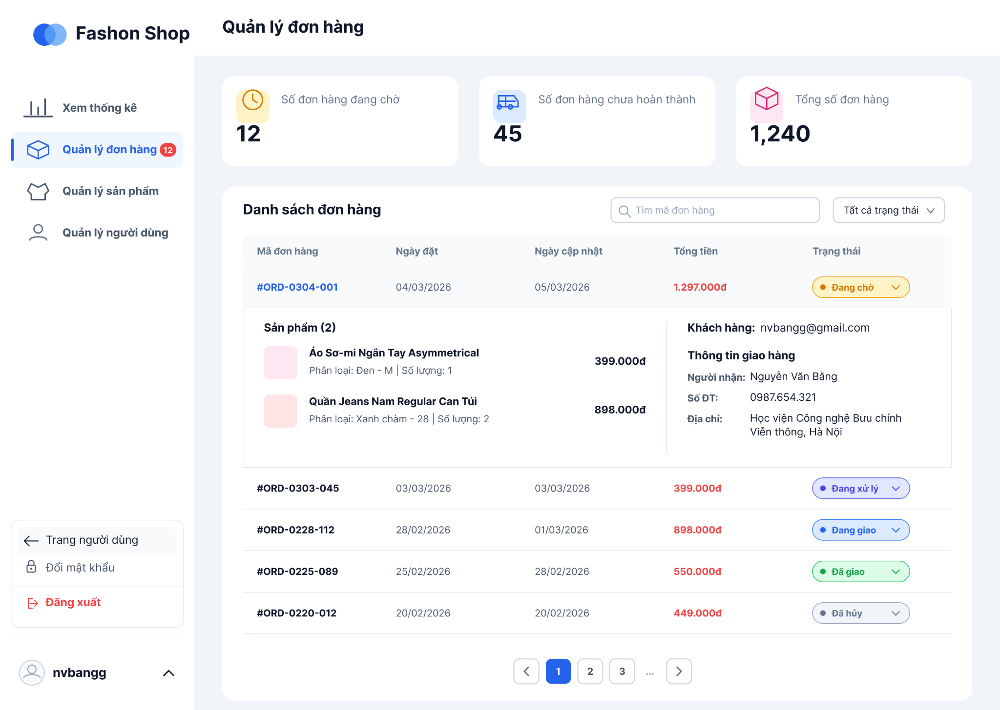 Fashon Shop
Xem thống kê
Quản lý đơn hàng 12
Quản lý sản phẩm
Quản lý người dùng
Trang người dùng
Đổi mật khẩu
Đăng xuất
nvbangg
Quản lý đơn hàng
Số đơn hàng đang chờ
12
Số đơn hàng chưa hoàn thành
45
Tổng số đơn hàng
1,240
Danh sách đơn hàng
Tìm mã đơn hàng
Tất cả trạng thái
Mã đơn hàng Ngày đặt Ngày cập nhật Tổng tiền Trạng thái
#ORD-0304-001 04/03/2026 05/03/2026 1.297.000đ Đang chờ
Sản phẩm (2)
Áo Sơ-mi Ngắn Tay Asymmetrical
Phân loại: Đen - M | Số lượng: 1
399.000đ
Quần Jeans Nam Regular Can Túi
Phân loại: Xanh chàm - 28 | Số lượng: 2
898.000đ
Khách hàng: nvbangg@gmail.com
Thông tin giao hàng
Người nhận: Nguyễn Văn Bằng
Số ĐT: 0987.654.321
Địa chỉ: Học viện Công nghệ Bưu chính
Viễn thông, Hà Nội
#ORD-0303-045 03/03/2026 03/03/2026 399.000đ Đang xử lý
#ORD-0228-112 28/02/2026 01/03/2026 898.000đ Đang giao
#ORD-0225-089 25/02/2026 28/02/2026 550.000đ Đã giao
#ORD-0220-012 20/02/2026 20/02/2026 449.000đ Đã hủy
1 2 3 ...